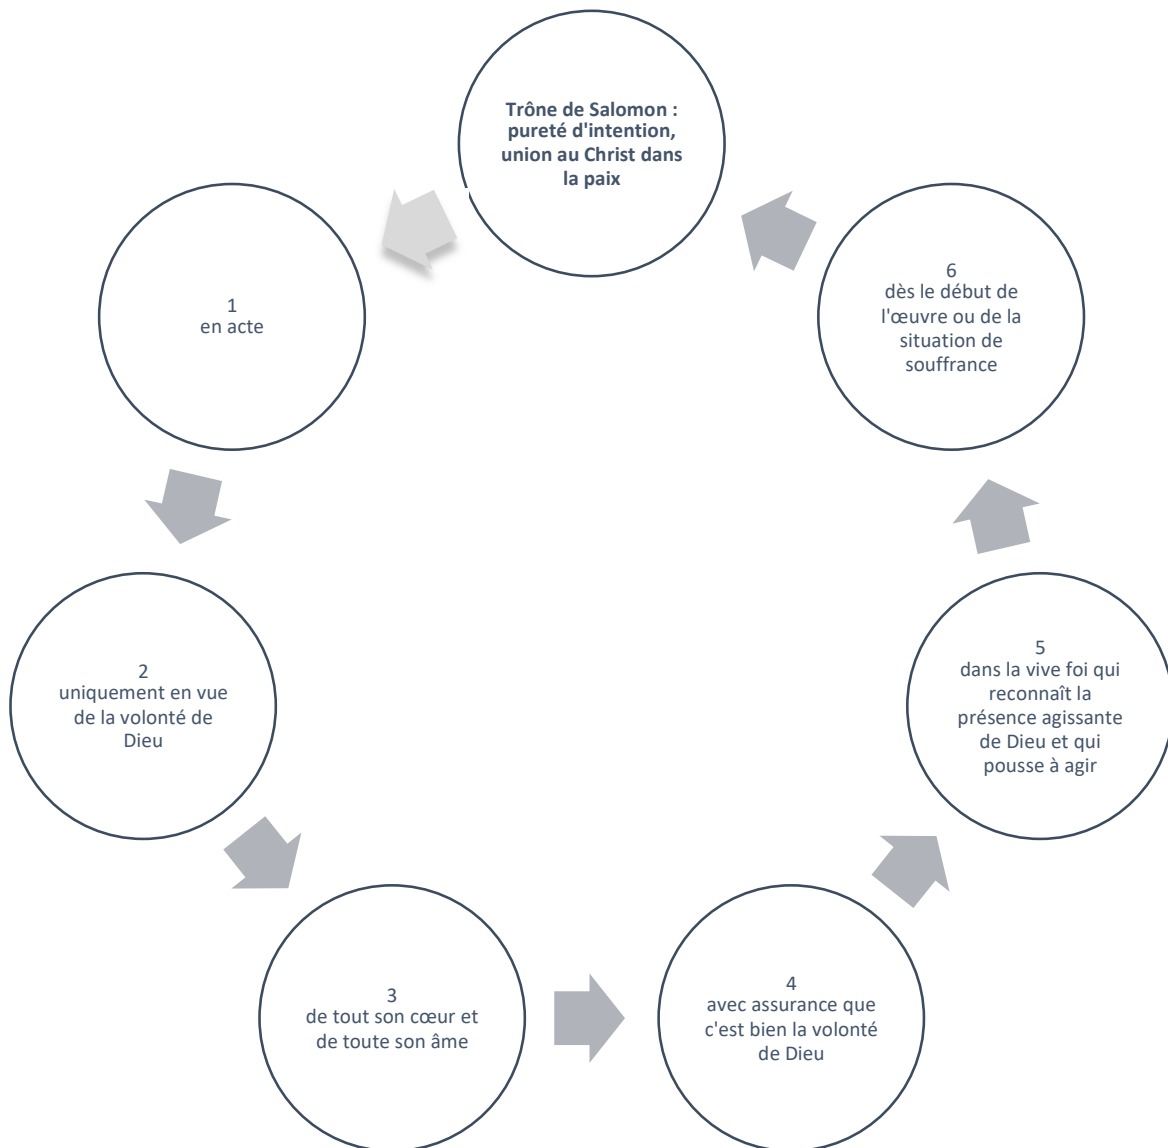 Trône de Salomon :
pureté d'intention,
union au Christ dans
la paix
1
en acte
2
uniquement en vue
de la volonté de
Dieu
3
de tout son cœur et
de toute son âme
4
avec assurance que
c'est bien la volonté
de Dieu
5
dans la vive foi qui
reconnaît la
présence agissante
de Dieu et qui
pousse à agir
6
dès le début de
l'œuvre ou de la
situation de
souffrance